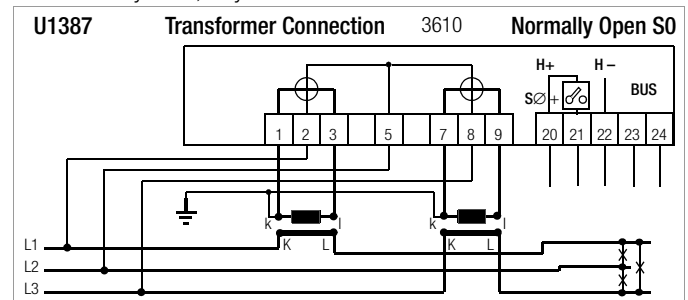 U1387 Transformer Connection 3610 Normally Open S0
H+ H –
SØ + BUS
1 2 3 5 7 8 9 20 21 22 23 24
k l k l
L1 K L K L
L2
L3